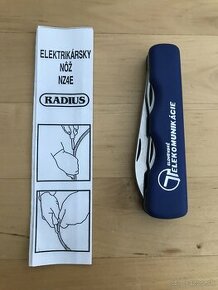 ELEKTRIKÁRSKY
NÔŽ
NZ4E
RADIUS
SLOVENSKÉ
TELEKOMUNIKÁCIE